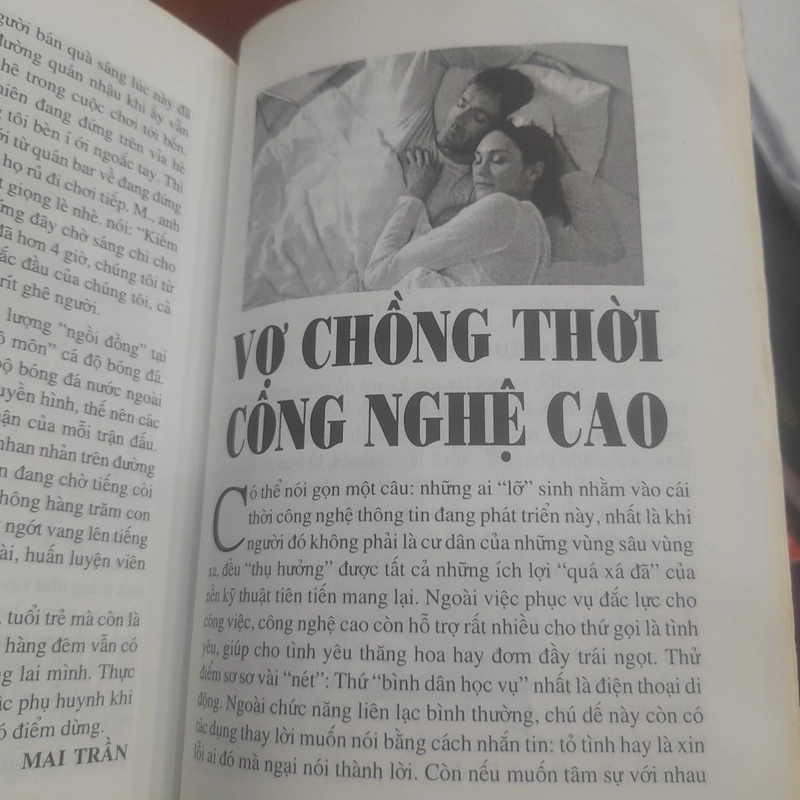 gười bán quà sáng lúc này đã
đường quán nhậu khi ấy vẫn
hê trong cuộc chơi tới bến.
niên đang đứng trên vỉa hè
g tôi bèn í ới ngoắc tay. Thì
ới từ quán bar về đang đứng
họ rủ đi chơi tiếp. M., anh
t giọng lè nhè. nói: “Kiếm
ứng đây chờ sáng chi cho
đã hơn 4 giờ, chúng tôi từ
ắc đầu của chúng tôi, cả
rít ghê người.
lượng “ngồi đồng” tại
ộ môn” cá độ bóng đá.
bộ bóng đá nước ngoài
uyền hình, thế nên các
hận của mỗi trận đấu.
nhan nhản trên đường
n đang chờ tiếng còi
hông hàng trăm con
ngớt vang lên tiếng
ài, huấn luyện viên
tuổi trẻ mà còn là
hàng đêm vẫn có
ng lai mình. Thực
ậc phụ huynh khi
ó điểm dừng.
MAI TRẦN
VỢ CHỒNG THỜI
CÔNG NGHỆ CAO
Có thể nói gọn một câu: những ai “lỡ” sinh nhằm vào cái
thời công nghệ thông tin đang phát triển này, nhất là khi
người đó không phải là cư dân của những vùng sâu vùng
xa, đều “thụ hưởng” được tất cả những ích lợi “quá xá đã” của
nền kỹ thuật tiên tiến mang lại. Ngoài việc phục vụ đắc lực cho
công việc, công nghệ cao còn hỗ trợ rất nhiều cho thứ gọi là tình
yêu, giúp cho tình yêu thăng hoa hay đơm đầy trái ngọt. Thử
điểm sơ sơ vài “nét”: Thứ “bình dân học vụ” nhất là điện thoại di
động. Ngoài chức năng liên lạc bình thường, chú dế này còn có
tác dụng thay lời muốn nói bằng cách nhắn tin: tỏ tình hay là xin
lỗi ai đó mà ngại nói thành lời. Còn nếu muốn tâm sự với nhau